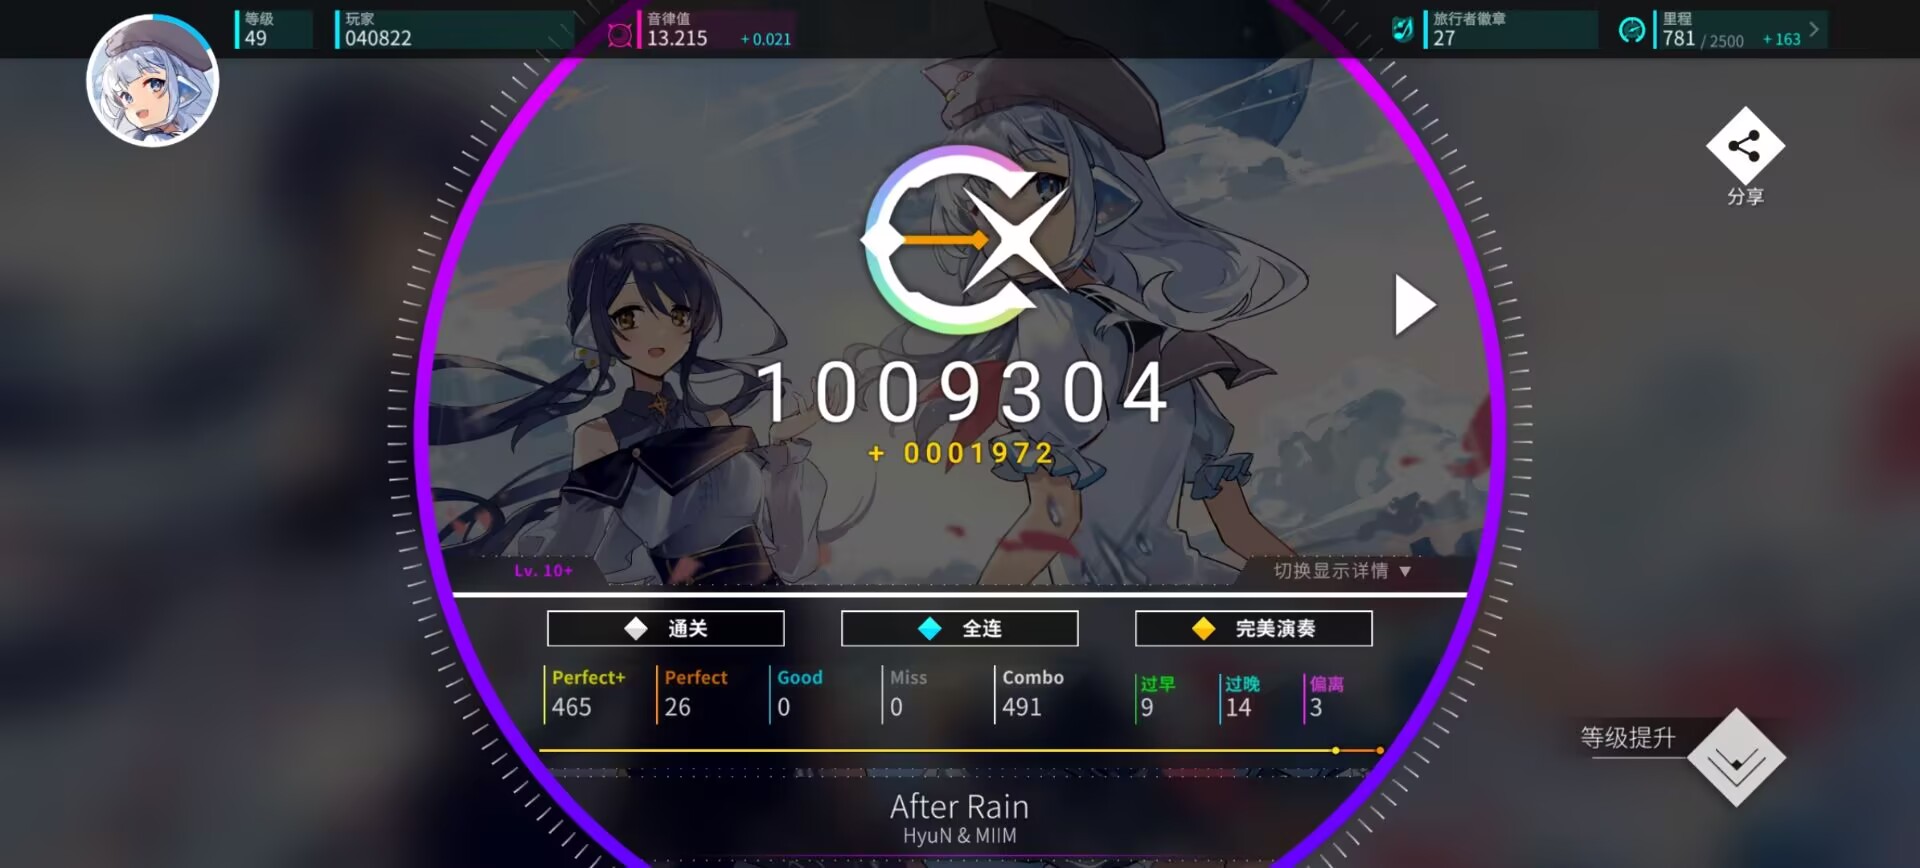 等级
49
玩家
040822
音律值
13.215 +0.021
旅行者徽章
27
里程
781 / 2500 +163
分享
1009304
+ 0001972
Lv. 10+
切换显示详情 ▼
通关
全连
完美演奏
Perfect+ Perfect Good Miss Combo 过早 过晚 偏离
465 26 0 0 491 9 14 3
等级提升
After Rain
HyuN & MIIM